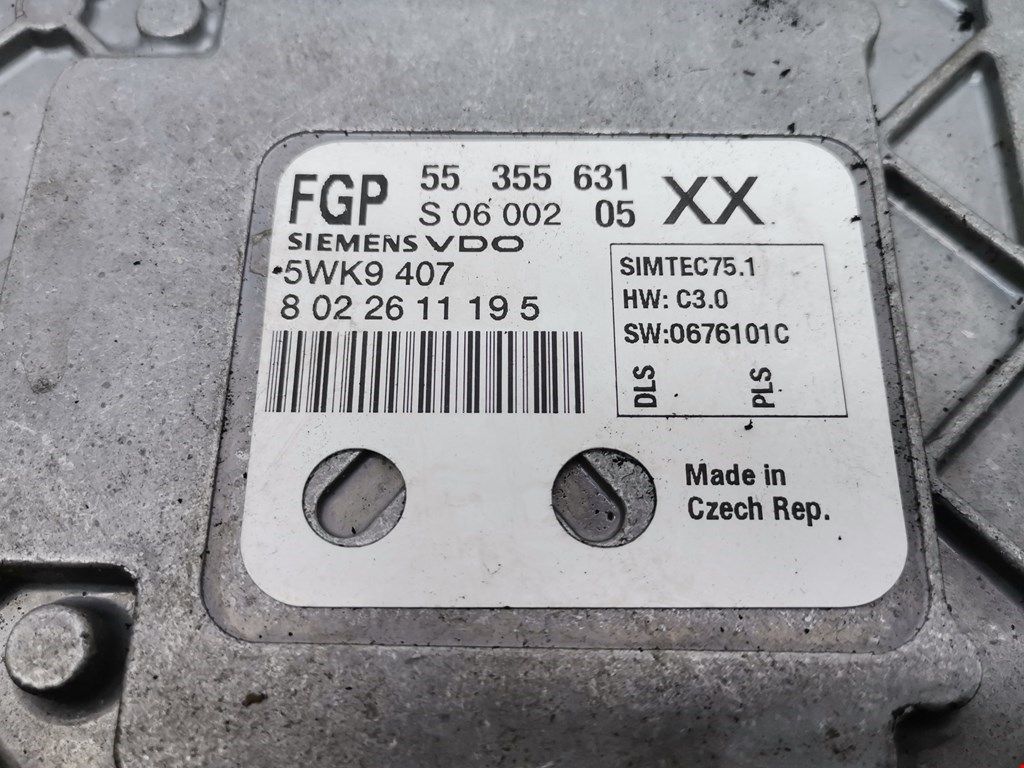 FGP 55 355 631 XX
S 06 002 05
SIEMENS VDO
5WK9 407
8 02 26 11 19 5
SIMTEC75.1
HW: C3.0
SW:0676101C
DLS PLS
Made in
Czech Rep.